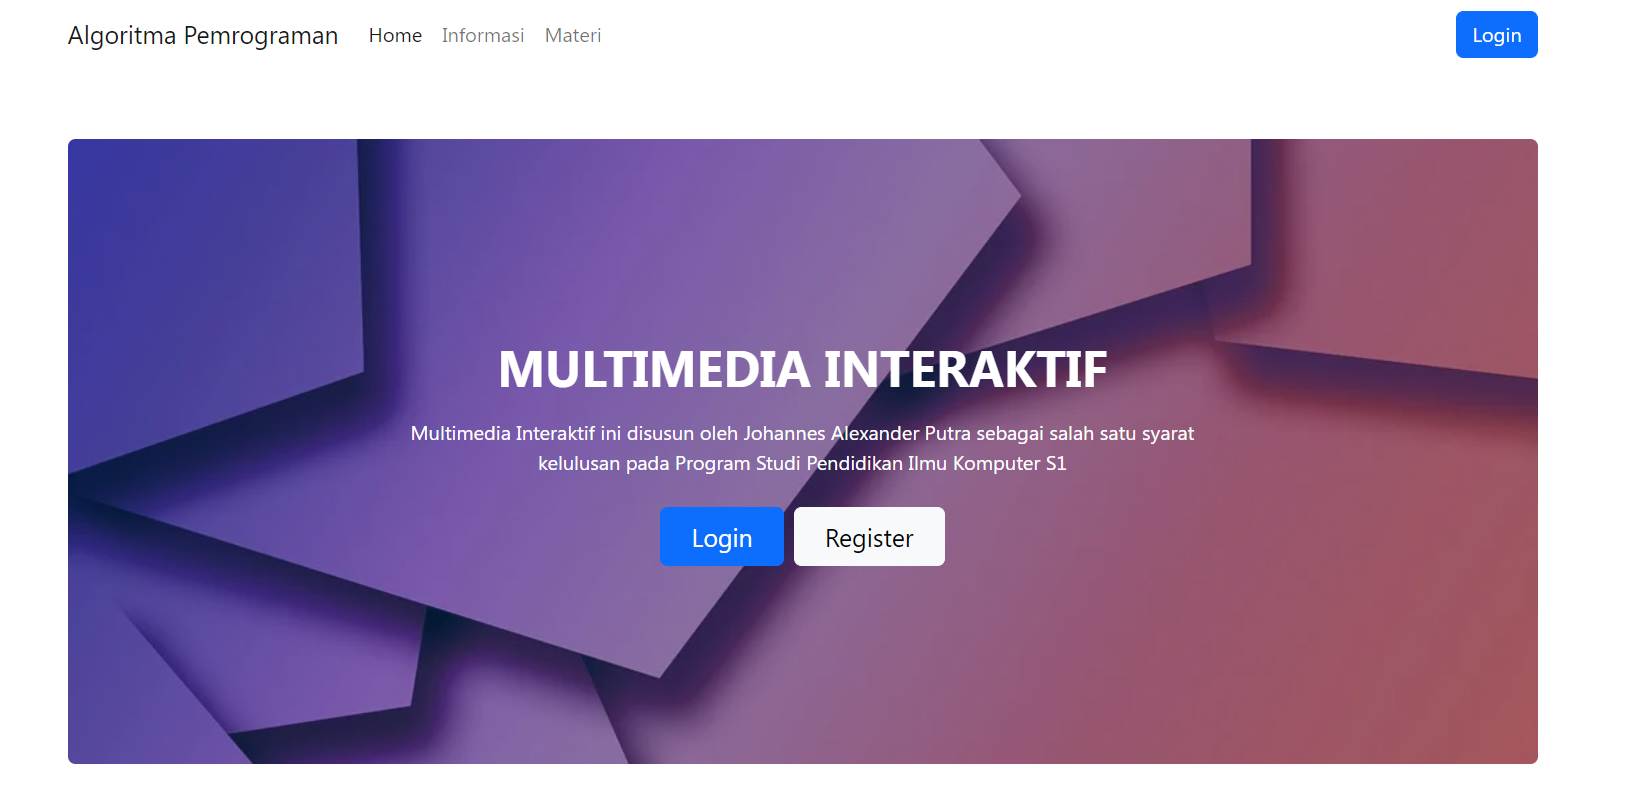 Algoritma Pemrograman Home Informasi Materi Login
MULTIMEDIA INTERAKTIF
Multimedia Interaktif ini disusun oleh Johannes Alexander Putra sebagai salah satu syarat
kelulusan pada Program Studi Pendidikan Ilmu Komputer S1
Login Register